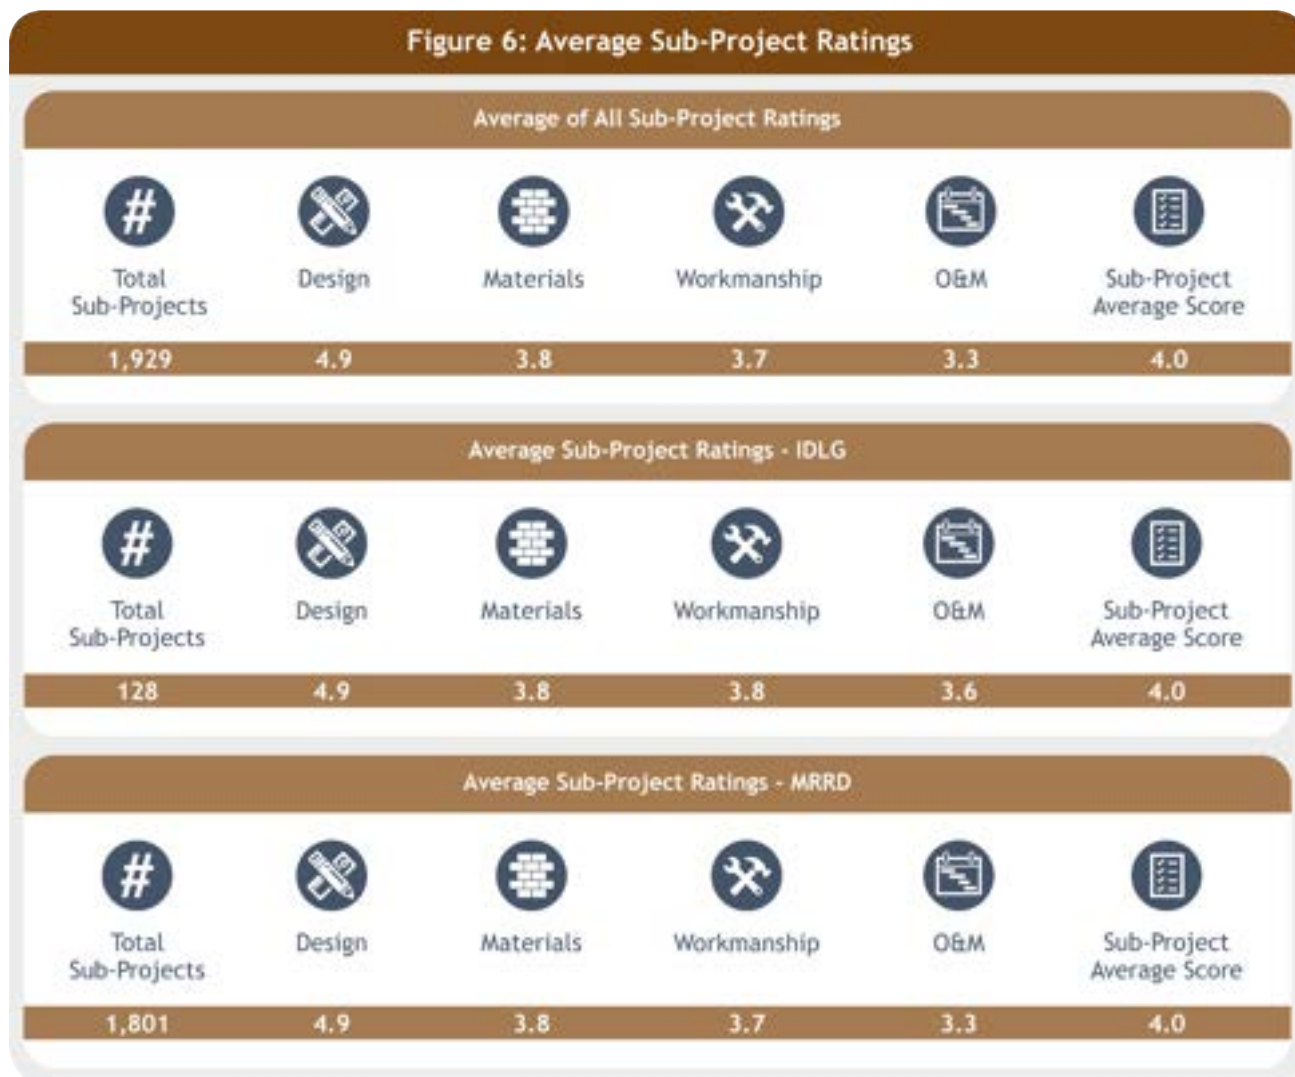 Figure 6: Average Sub-Project Ratings
Average of All Sub-Project Ratings
#
#
Total Sub-Projects
Design
Materials
Workmanship
O&M
Sub-Project Average Score
1,929 4.9 3.8 3.7 3.3 4.0
Average Sub-Project Ratings - IDLG
#
Total Sub-Projects
Design
Materials
Workmanship
O&M
Sub-Project Average Score
128 4.9 3.8 3.8 3.6 4.0
Average Sub-Project Ratings - MRRD
#
Total Sub-Projects
Design
Materials
Workmanship
O&M
Sub-Project Average Score
1,801 4.9 3.8 3.7 3.3 4.0